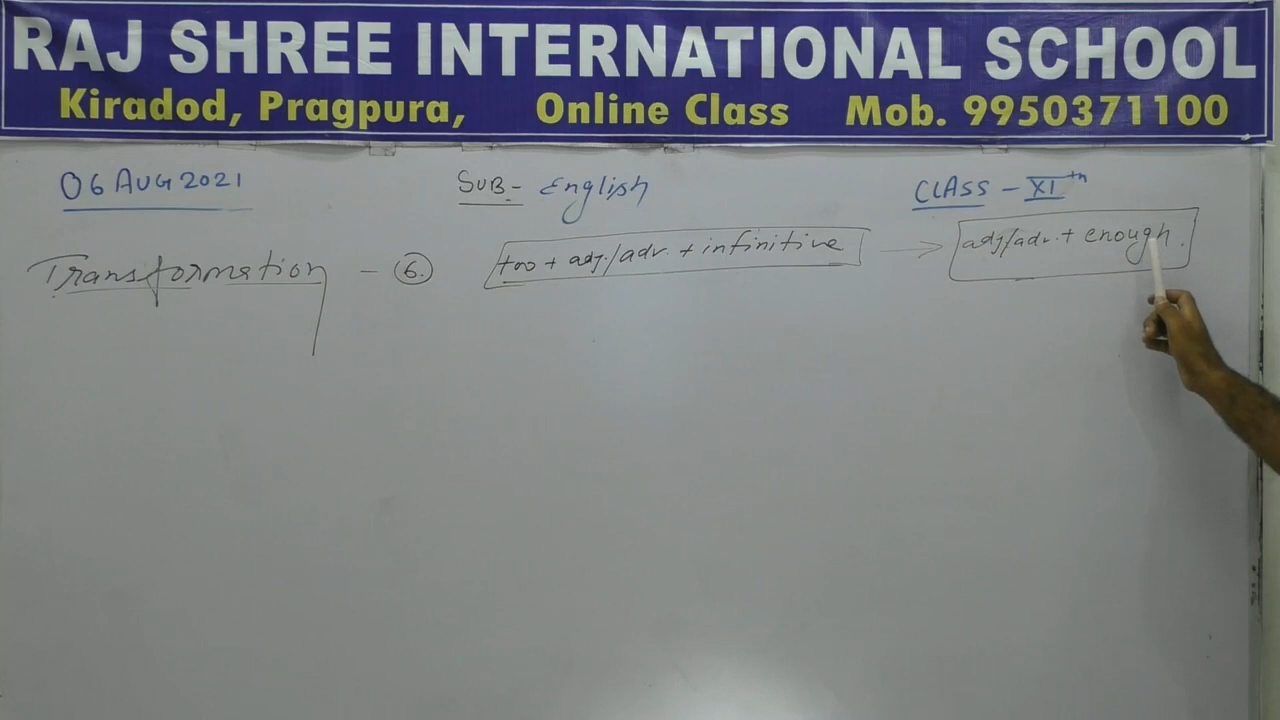 RAJ SHREE INTERNATIONAL SCHOOL
Kiradod, Pragpura, Online Class Mob. 9950371100
06 AUG 2021 SUB- English CLASS - XIth
Transformation - 6. too + adj./adv. + infinitive → adj/adv. + enough.